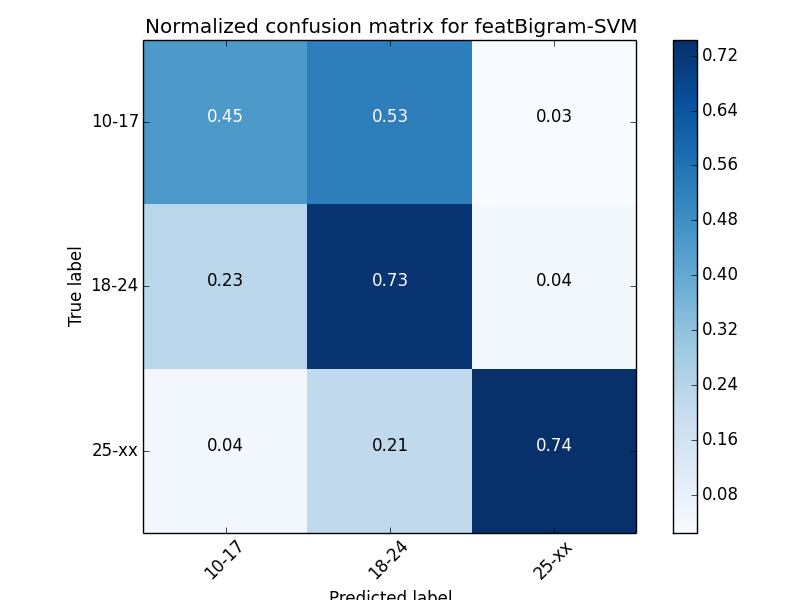 Normalized confusion matrix for featBigram-SVM
0.72
0.64
0.56
0.48
0.40
0.32
0.24
0.16
0.08
True label
10-17 0.45 0.53 0.03
18-24 0.23 0.73 0.04
25-xx 0.04 0.21 0.74
10-17 18-24 25-xx
Predicted label